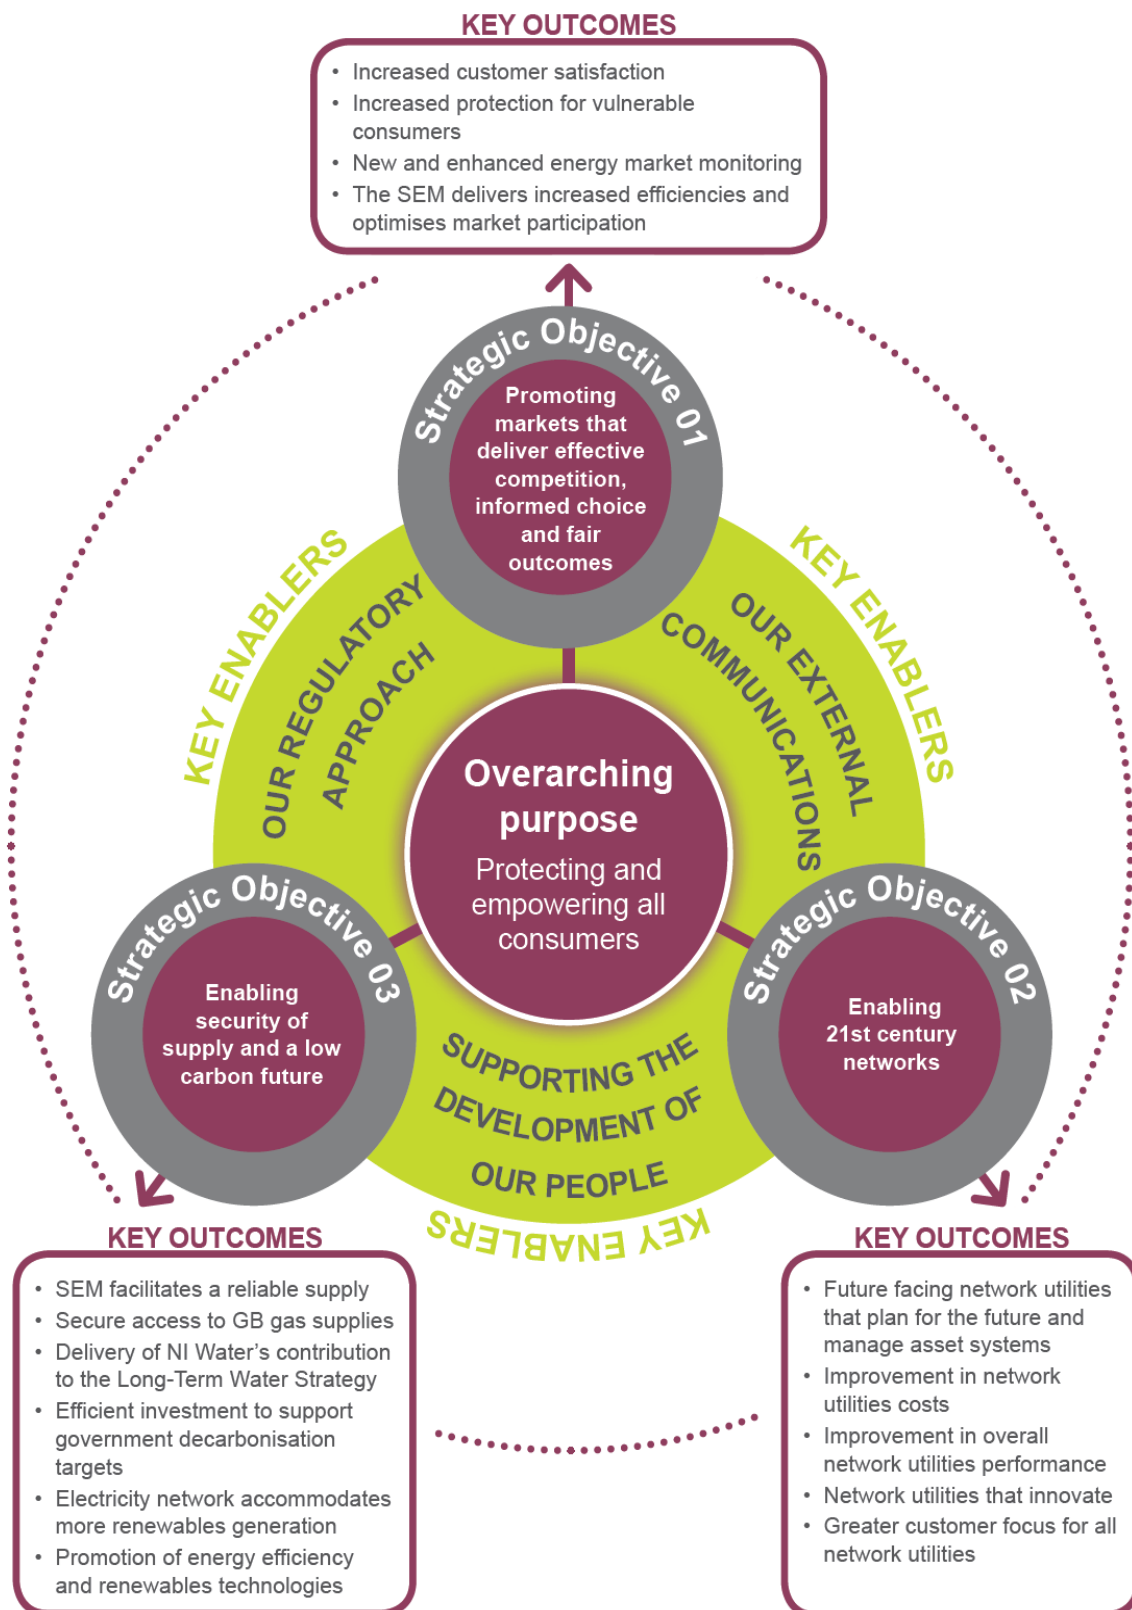 KEY OUTCOMES
• Increased customer satisfaction
• Increased protection for vulnerable
consumers
• New and enhanced energy market monitoring
• The SEM delivers increased efficiencies and
optimises market participation
Strategic Objective 01
Promoting
markets that
deliver effective
competition,
informed choice
and fair
outcomes
KEY ENABLERS
OUR REGULATORY
APPROACH
KEY ENABLERS
OUR EXTERNAL
COMMUNICATIONS
Overarching
purpose
Protecting and
empowering all
consumers
Strategic Objective 03
Enabling
security of
supply and a low
carbon future
Strategic Objective 02
Enabling
21st century
networks
SUPPORTING THE
DEVELOPMENT OF
OUR PEOPLE
KEY ENABLERS
KEY OUTCOMES
• SEM facilitates a reliable supply
• Secure access to GB gas supplies
• Delivery of NI Water's contribution
to the Long-Term Water Strategy
• Efficient investment to support
government decarbonisation
targets
• Electricity network accommodates
more renewables generation
• Promotion of energy efficiency
and renewables technologies
KEY OUTCOMES
• Future facing network utilities
that plan for the future and
manage asset systems
• Improvement in network
utilities costs
• Improvement in overall
network utilities performance
• Network utilities that innovate
• Greater customer focus for all
network utilities